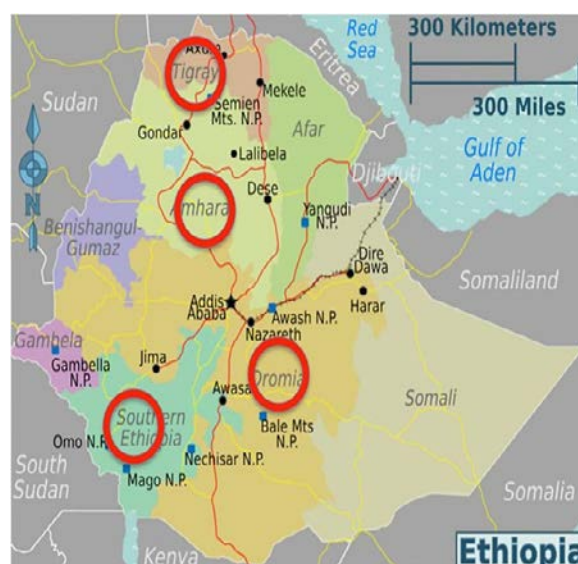 Red
Sea
300 Kilometers
300 Miles
Axum
Tigray
Eritrea
Mekele
Semien
Mts. N.P.
Sudan
Gondar
Afar
Lalibela
Gulf of
Aden
Djibouti
N
Amhara
Dese
Yangudi
N.P.
Benishangul-
Gumaz
Dire
Dawa
Somaliland
Addis
Ababa
Awash N.P.
Harar
Nazareth
Gambela
Gambella
N.P.
Jima
Oromia
Awasa
Somali
Southern
Ethiopia
Bale Mts
N.P.
Omo N.P.
Nechisar N.P.
Mago N.P.
South
Sudan
Somalia
Kenya
Ethiopia